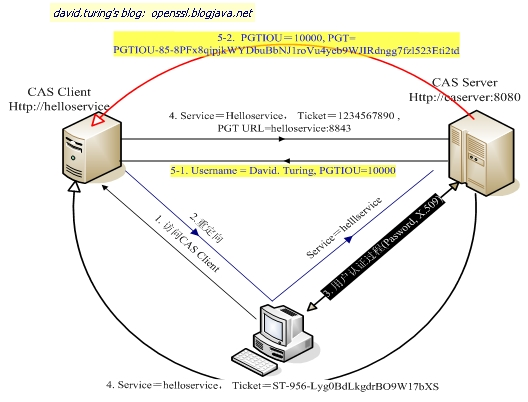 david.turing's blog: openssl.blogjava.net
5-2. PGTIOU＝10000, PGT=
PGTIOU-85-8PFx8qipjkWYDbuBbNJ1roVu4yeb9WJIRdngg7fzl523Eti2td
CAS Client
Http://helloservice
CAS Server
Http://caserver:8080
4. Service＝Helloservice， Ticket＝1234567890 ,
PGT URL=helloservice:8843
5-1. Username = David. Turing, PGTIOU=10000
2.重定向
1. 访问CAS Client
Service＝helllservice
3. 用户认证过程(Password, X.509)
4. Service＝helloservice， Ticket＝ST-956-Lyg0BdLkgdrBO9W17bXS